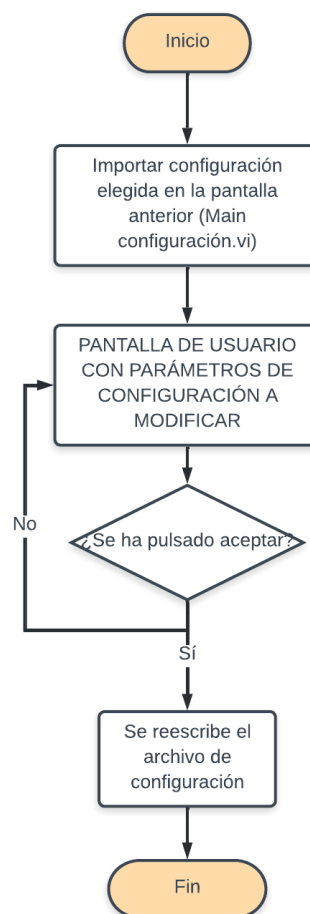 Inicio
Importar configuración
elegida en la pantalla
anterior (Main
configuración.vi)
PANTALLA DE USUARIO
CON PARÁMETROS DE
CONFIGURACIÓN A
MODIFICAR
No
¿Se ha pulsado aceptar?
Sí
Se reescribe el
archivo de
configuración
Fin